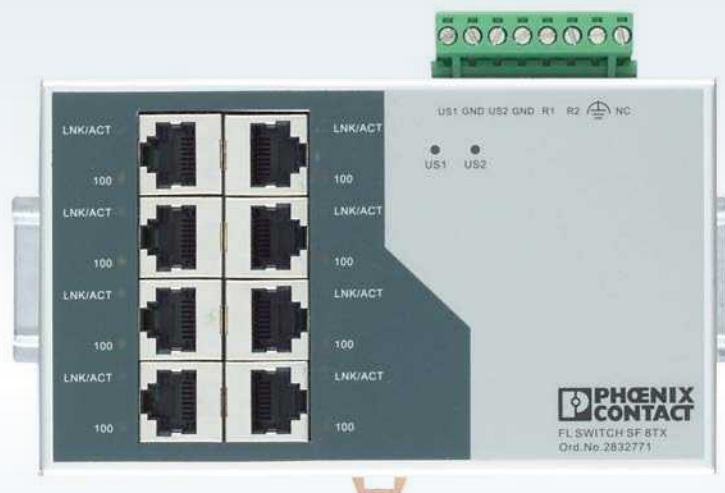 US1 GND US2 GND R1 R2 NC
US1 US2
LNK/ACT LNK/ACT
100 100
LNK/ACT LNK/ACT
100 100
LNK/ACT LNK/ACT
100 100
LNK/ACT LNK/ACT
100 100
PHŒNIX
CONTACT
FL SWITCH SF 8TX
Ord.No.2832771